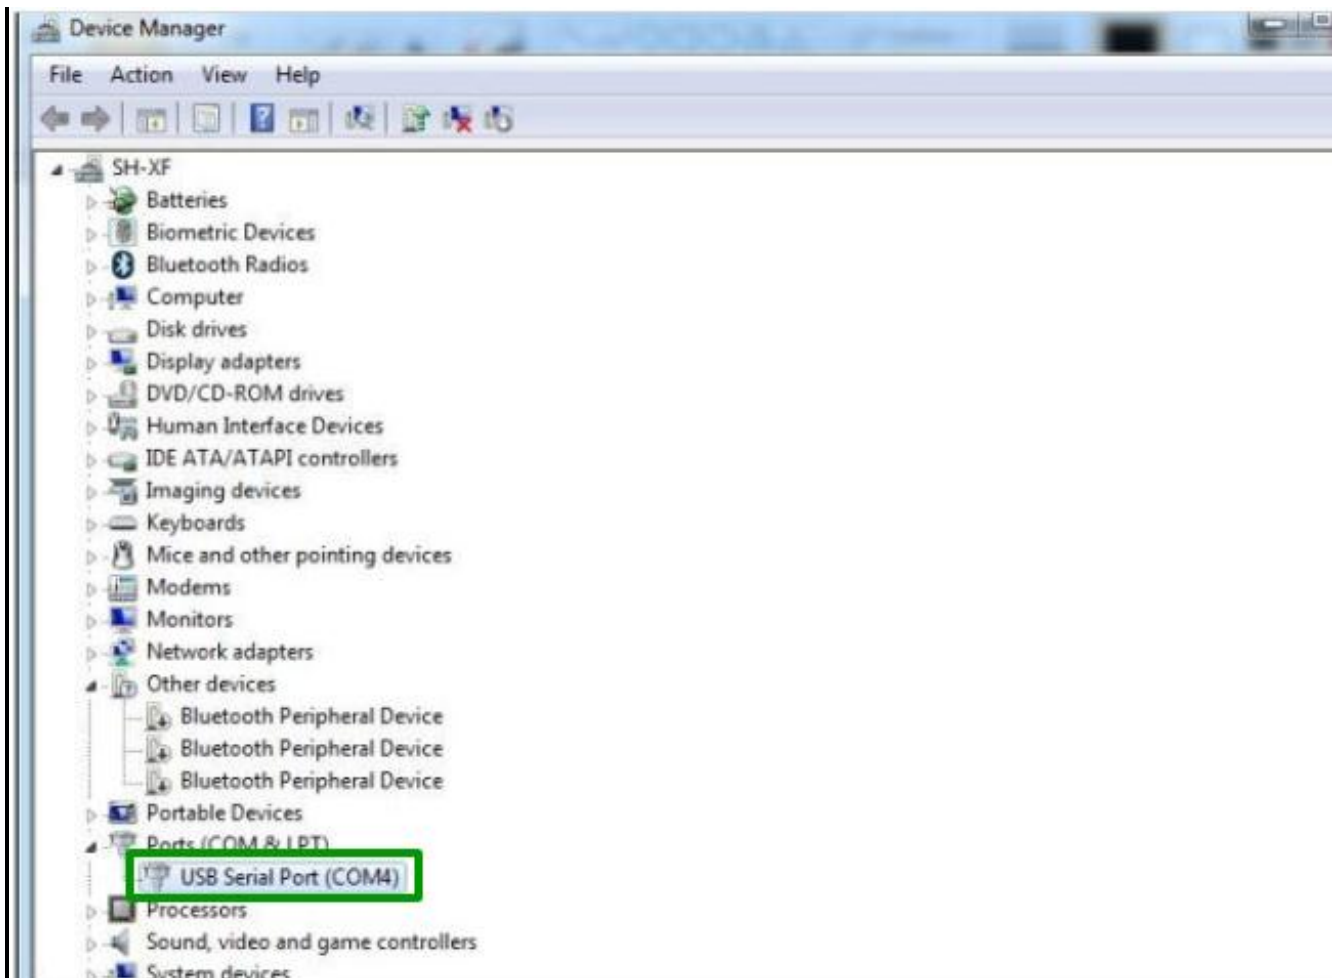 Device Manager
File Action View Help
SH-XF
Batteries
Biometric Devices
Bluetooth Radios
Computer
Disk drives
Display adapters
DVD/CD-ROM drives
Human Interface Devices
IDE ATA/ATAPI controllers
Imaging devices
Keyboards
Mice and other pointing devices
Modems
Monitors
Network adapters
Other devices
Bluetooth Peripheral Device
Bluetooth Peripheral Device
Bluetooth Peripheral Device
Portable Devices
Ports (COM & LPT)
USB Serial Port (COM4)
Processors
Sound, video and game controllers
System devices